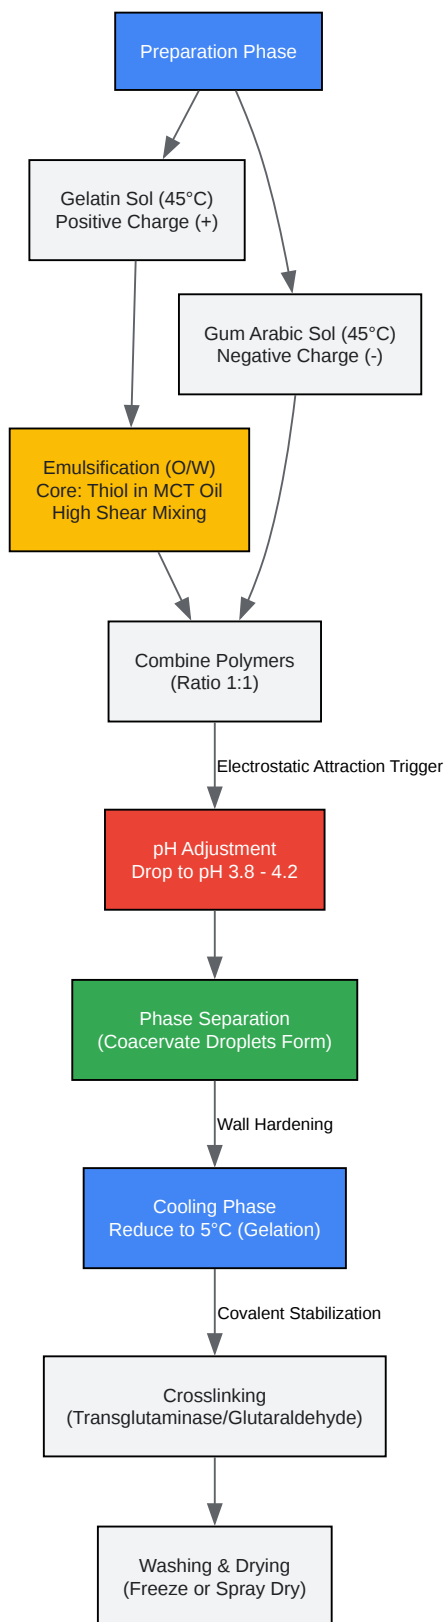 Preparation Phase
Gelatin Sol (45°C)
Positive Charge (+)
Gum Arabic Sol (45°C)
Negative Charge (-)
Emulsification (O/W)
Core: Thiol in MCT Oil
High Shear Mixing
Combine Polymers
(Ratio 1:1)
Electrostatic Attraction Trigger
pH Adjustment
Drop to pH 3.8 - 4.2
Phase Separation
(Coacervate Droplets Form)
Wall Hardening
Cooling Phase
Reduce to 5°C (Gelation)
Covalent Stabilization
Crosslinking
(Transglutaminase/Glutaraldehyde)
Washing & Drying
(Freeze or Spray Dry)